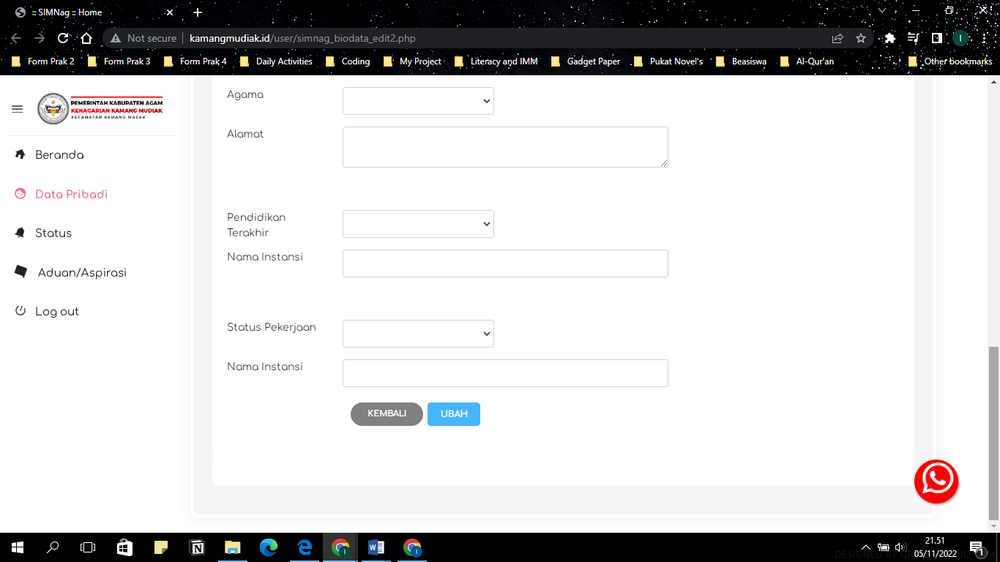 :: SIMNag :: Home
Not secure kamangmudiak.id/user/simnag_biodata_edit2.php
Form Prak 2 Form Prak 3 Form Prak 4 Daily Activities Coding My Project Literacy and IMM Gadget Paper Pukat Novel's Beasiswa Al-Qur'an Other bookmarks
PEMERINTAH KABUPATEN AGAM
KENAGARIAN KAMANG MUDIAK
KECAMATAN KAMANG MAGEK
Beranda
Data Pribadi
Status
Aduan/Aspirasi
Log out
Agama
Alamat
Pendidikan
Terakhir
Nama Instansi
Status Pekerjaan
Nama Instansi
KEMBALI UBAH
21.51
05/11/2022
1